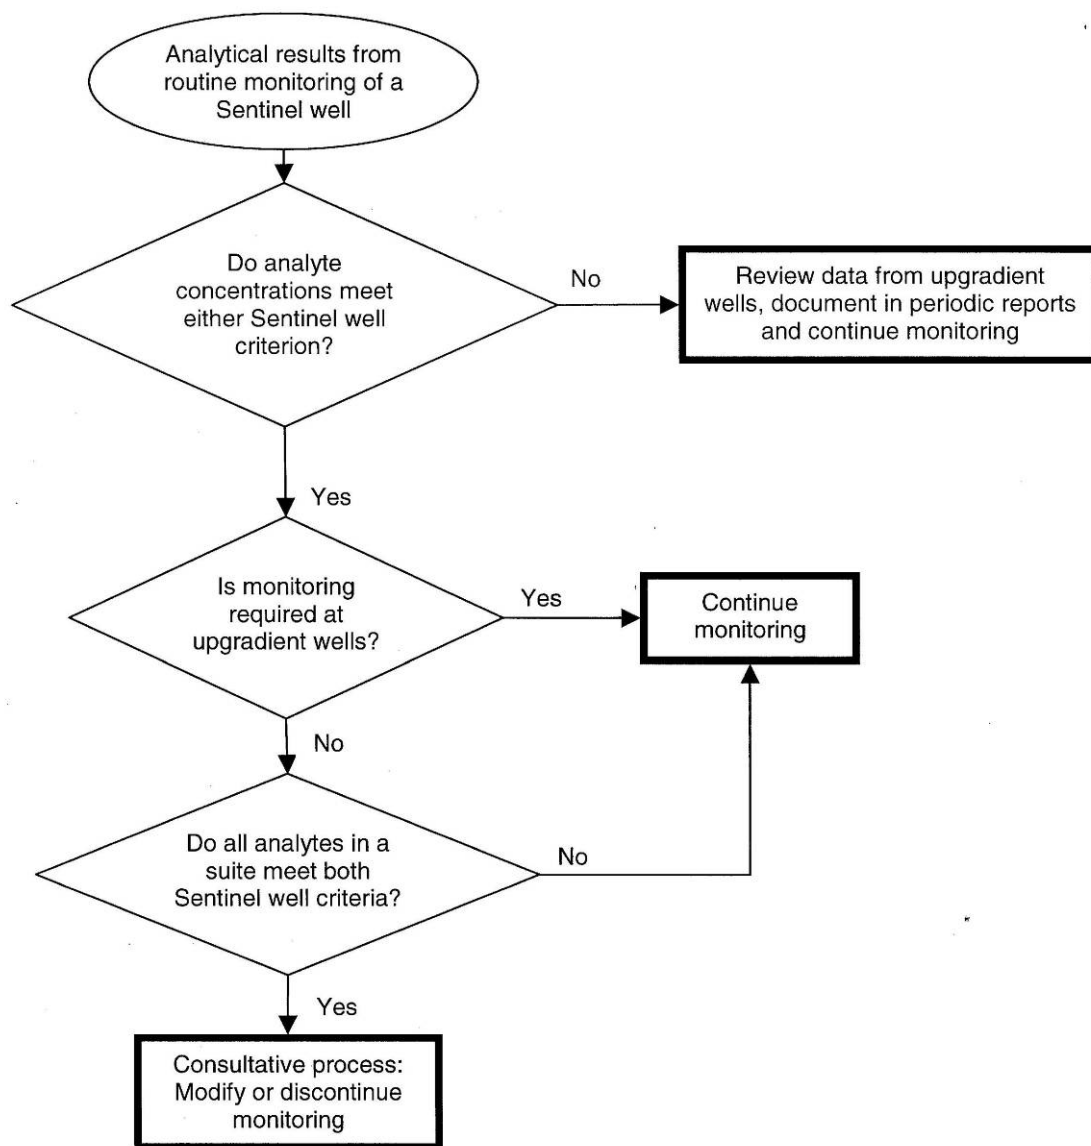 Analytical results from
routine monitoring of a
Sentinel well
Do analyte
concentrations meet
either Sentinel well
criterion?
No
Review data from upgradient
wells, document in periodic reports
and continue monitoring
Yes
Is monitoring
required at
upgradient wells?
Yes
Continue
monitoring
No
Do all analytes in a
suite meet both
Sentinel well criteria?
No
Yes
Consultative process:
Modify or discontinue
monitoring